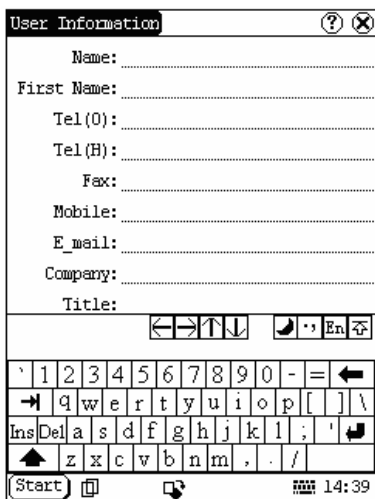 User Information ?
Name:
First Name:
Tel(O):
Tel(H):
Fax:
Mobile:
E_mail:
Company:
Title:
En
` 1 2 3 4 5 6 7 8 9 0 - =
q w e r t y u i o p [ ] \
Ins Del a s d f g h j k l ; '
z x c v b n m , . /
Start 14:39